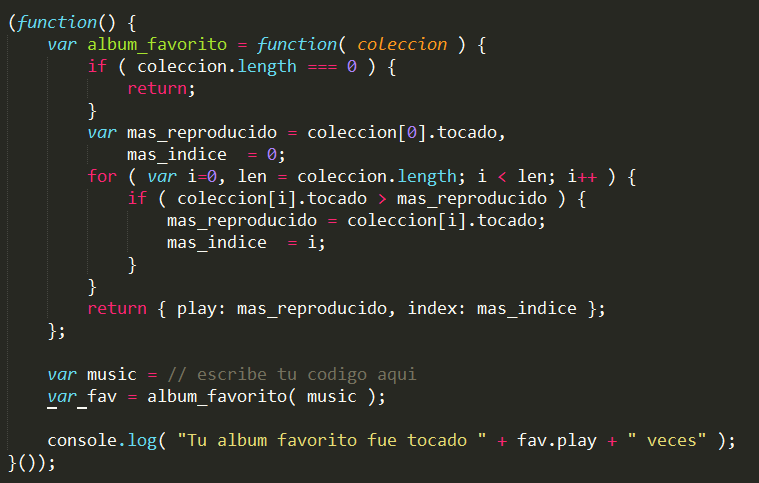 (function() {
    var album_favorito = function( coleccion ) {
        if ( coleccion.length === 0 ) {
            return;
        }
        var mas_reproducido = coleccion[0].tocado,
            mas_indice  = 0;
        for ( var i=0, len = coleccion.length; i < len; i++ ) {
            if ( coleccion[i].tocado > mas_reproducido ) {
                mas_reproducido = coleccion[i].tocado;
                mas_indice  = i;
            }
        }
        return { play: mas_reproducido, index: mas_indice };
    };

    var music = // escribe tu codigo aqui
    var fav = album_favorito( music );

    console.log( "Tu album favorito fue tocado " + fav.play + " veces" );
}());